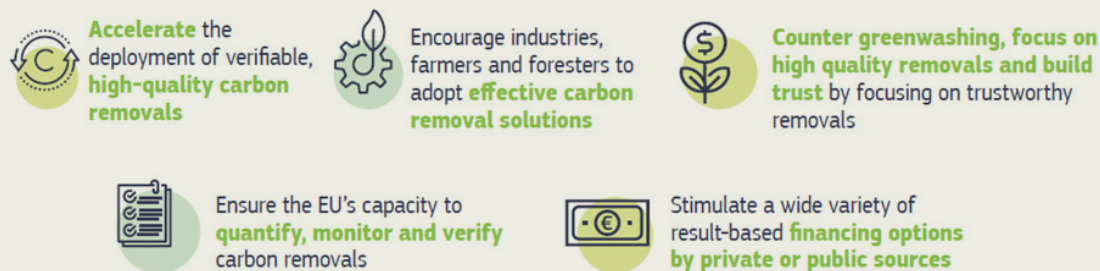 Accelerate the
deployment of verifiable,
high-quality carbon
removals
Encourage industries,
farmers and foresters to
adopt effective carbon
removal solutions
Counter greenwashing, focus on
high quality removals and build
trust by focusing on trustworthy
removals
Ensure the EU's capacity to
quantify, monitor and verify
carbon removals
Stimulate a wide variety of
result-based financing options
by private or public sources